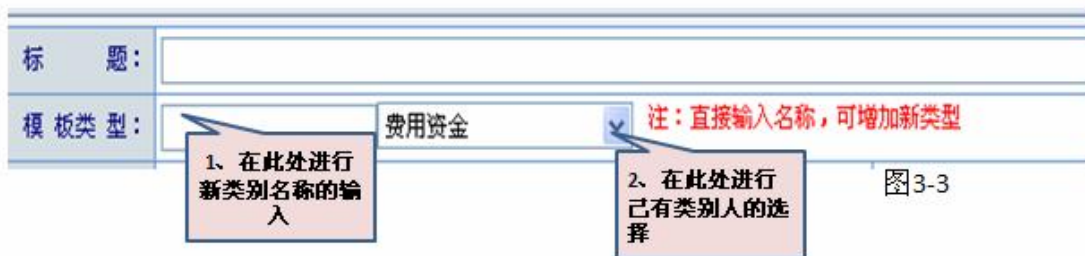 标 题：
模 板类 型： 费用资金 注：直接输入名称，可增加新类型
1、在此处进行
新类别名称的输
入
2、在此处进行
己有类别人的选
择
图3-3